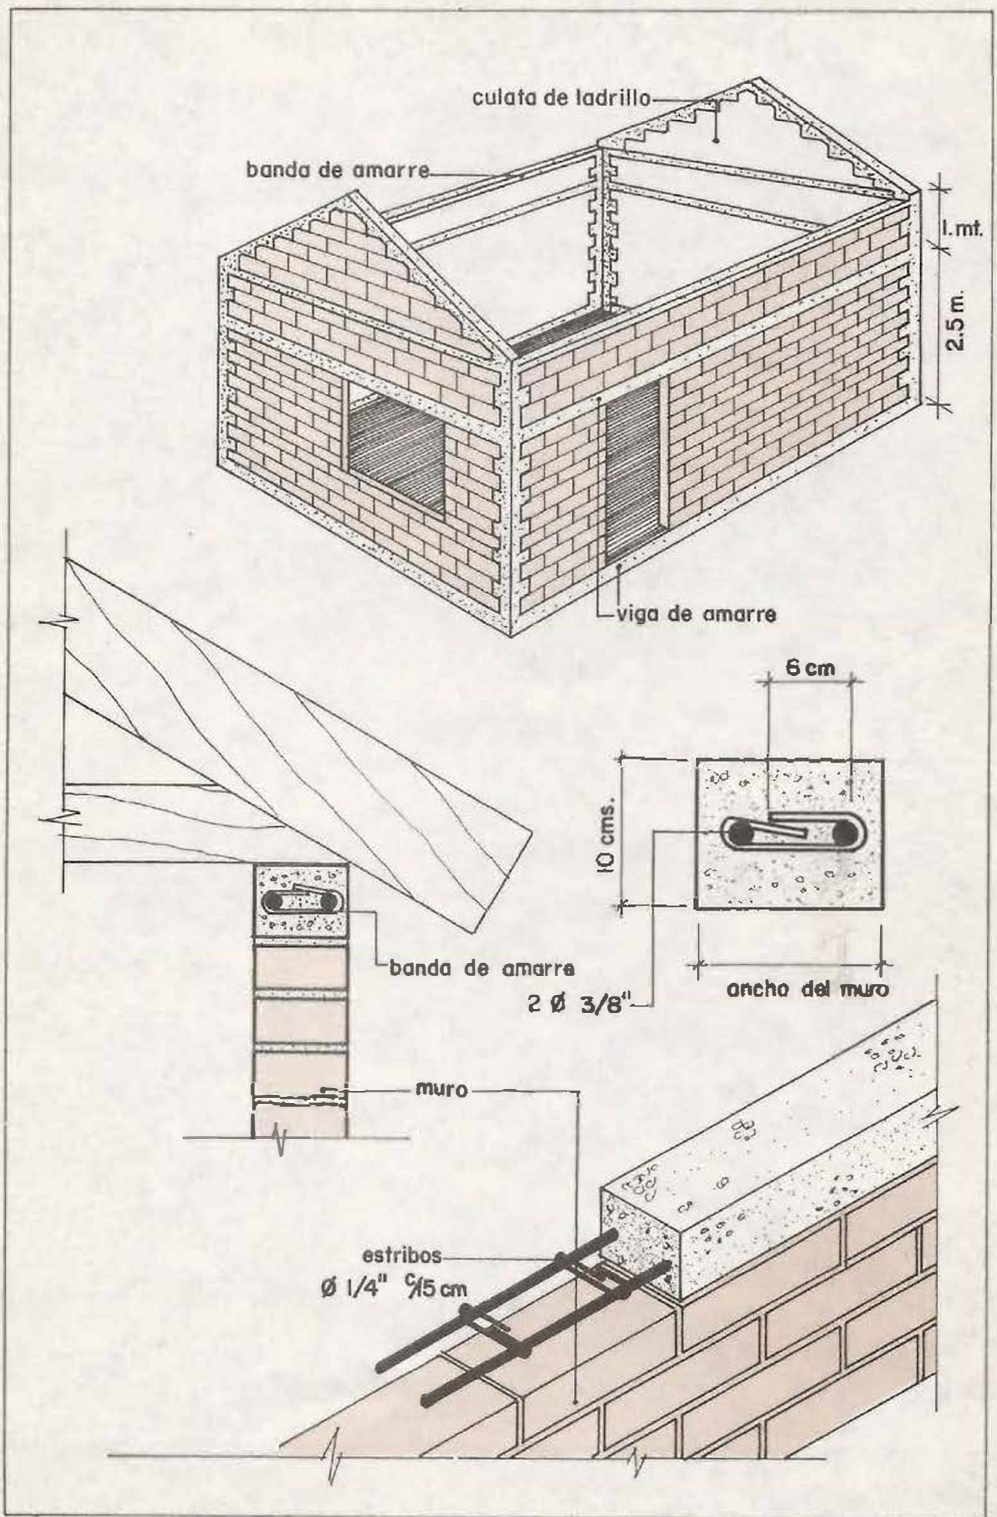 culata de ladrillo
banda de amarre
1. mt.
2.5 m.
viga de amarre
6 cm
10 cms.
banda de amarre
2 Ø 3/8"
ancho del muro
muro
estribos
Ø 1/4" c/15 cm